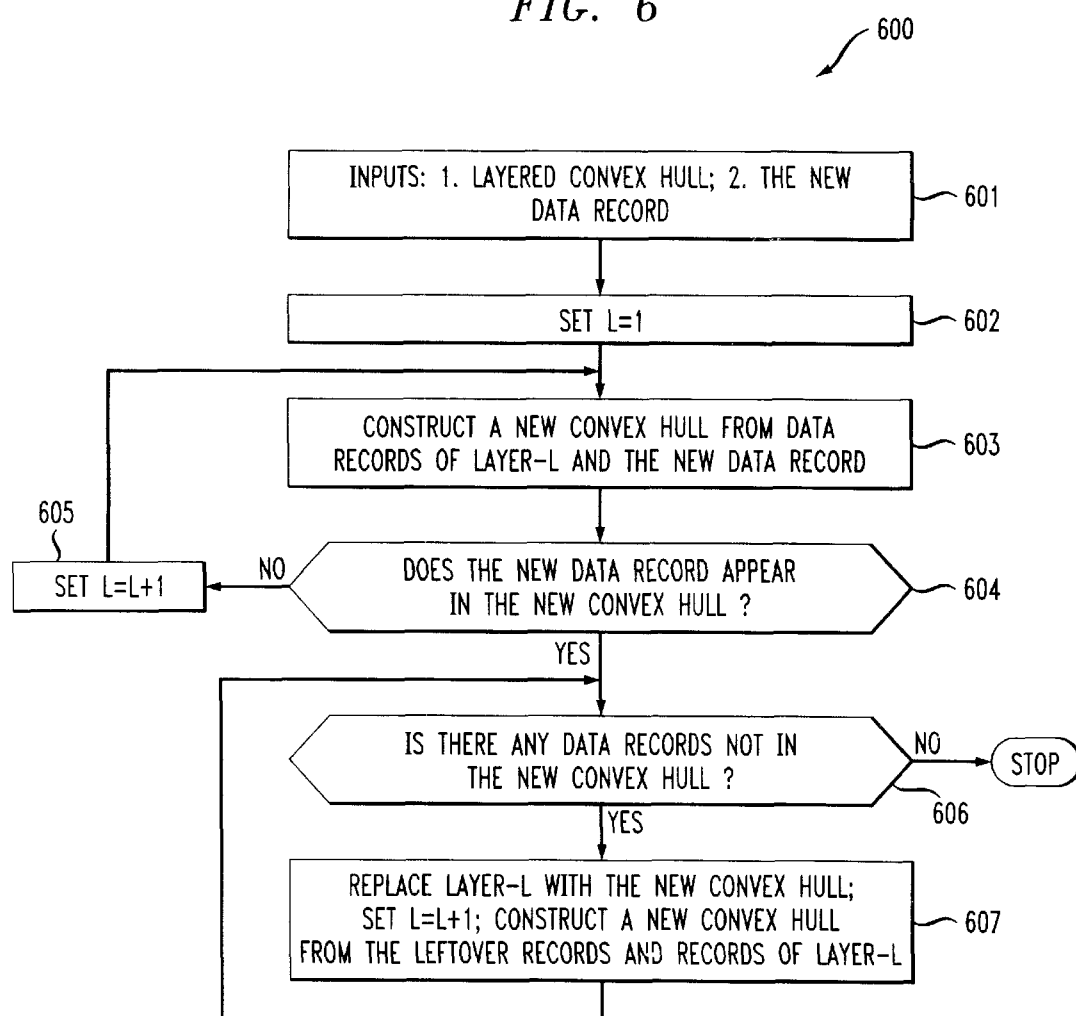 FIG. 6
600
INPUTS: 1. LAYERED CONVEX HULL; 2. THE NEW
DATA RECORD
601
SET L=1
602
CONSTRUCT A NEW CONVEX HULL FROM DATA
RECORDS OF LAYER-L AND THE NEW DATA RECORD
603
605
SET L=L+1
NO
DOES THE NEW DATA RECORD APPEAR
IN THE NEW CONVEX HULL ?
604
YES
IS THERE ANY DATA RECORDS NOT IN
THE NEW CONVEX HULL ?
NO
STOP
606
YES
REPLACE LAYER-L WITH THE NEW CONVEX HULL;
SET L=L+1; CONSTRUCT A NEW CONVEX HULL
FROM THE LEFTOVER RECORDS AND RECORDS OF LAYER-L
607